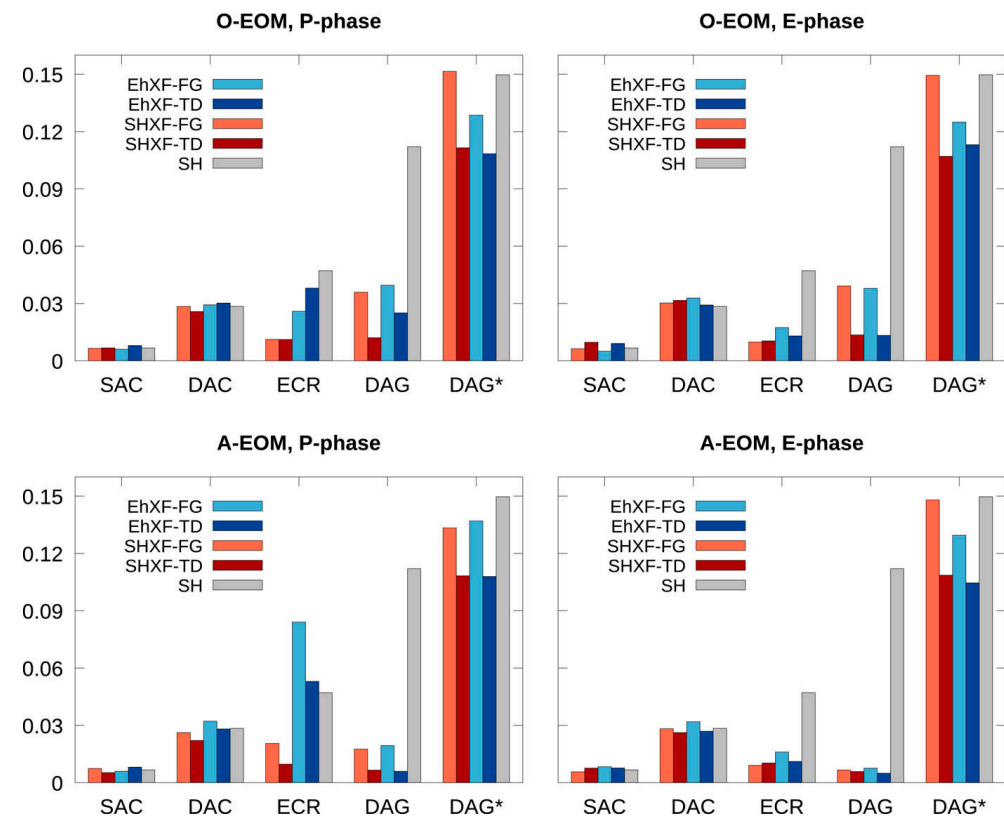 O-EOM, P-phase
0.15
0.12
0.09
0.06
0.03
0
EhXF-FG
EhXF-TD
SHXF-FG
SHXF-TD
SH
SAC DAC ECR DAG DAG*
O-EOM, E-phase
EhXF-FG
EhXF-TD
SHXF-FG
SHXF-TD
SH
SAC DAC ECR DAG DAG*
A-EOM, P-phase
0.15
0.12
0.09
0.06
0.03
0
EhXF-FG
EhXF-TD
SHXF-FG
SHXF-TD
SH
SAC DAC ECR DAG DAG*
A-EOM, E-phase
EhXF-FG
EhXF-TD
SHXF-FG
SHXF-TD
SH
SAC DAC ECR DAG DAG*